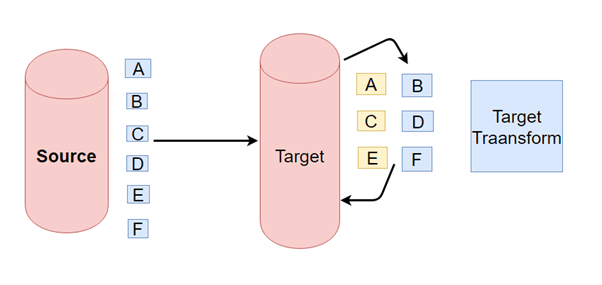 Source
A
B
C
D
E
F
Target
A B
C D
E F
Target
Traansform